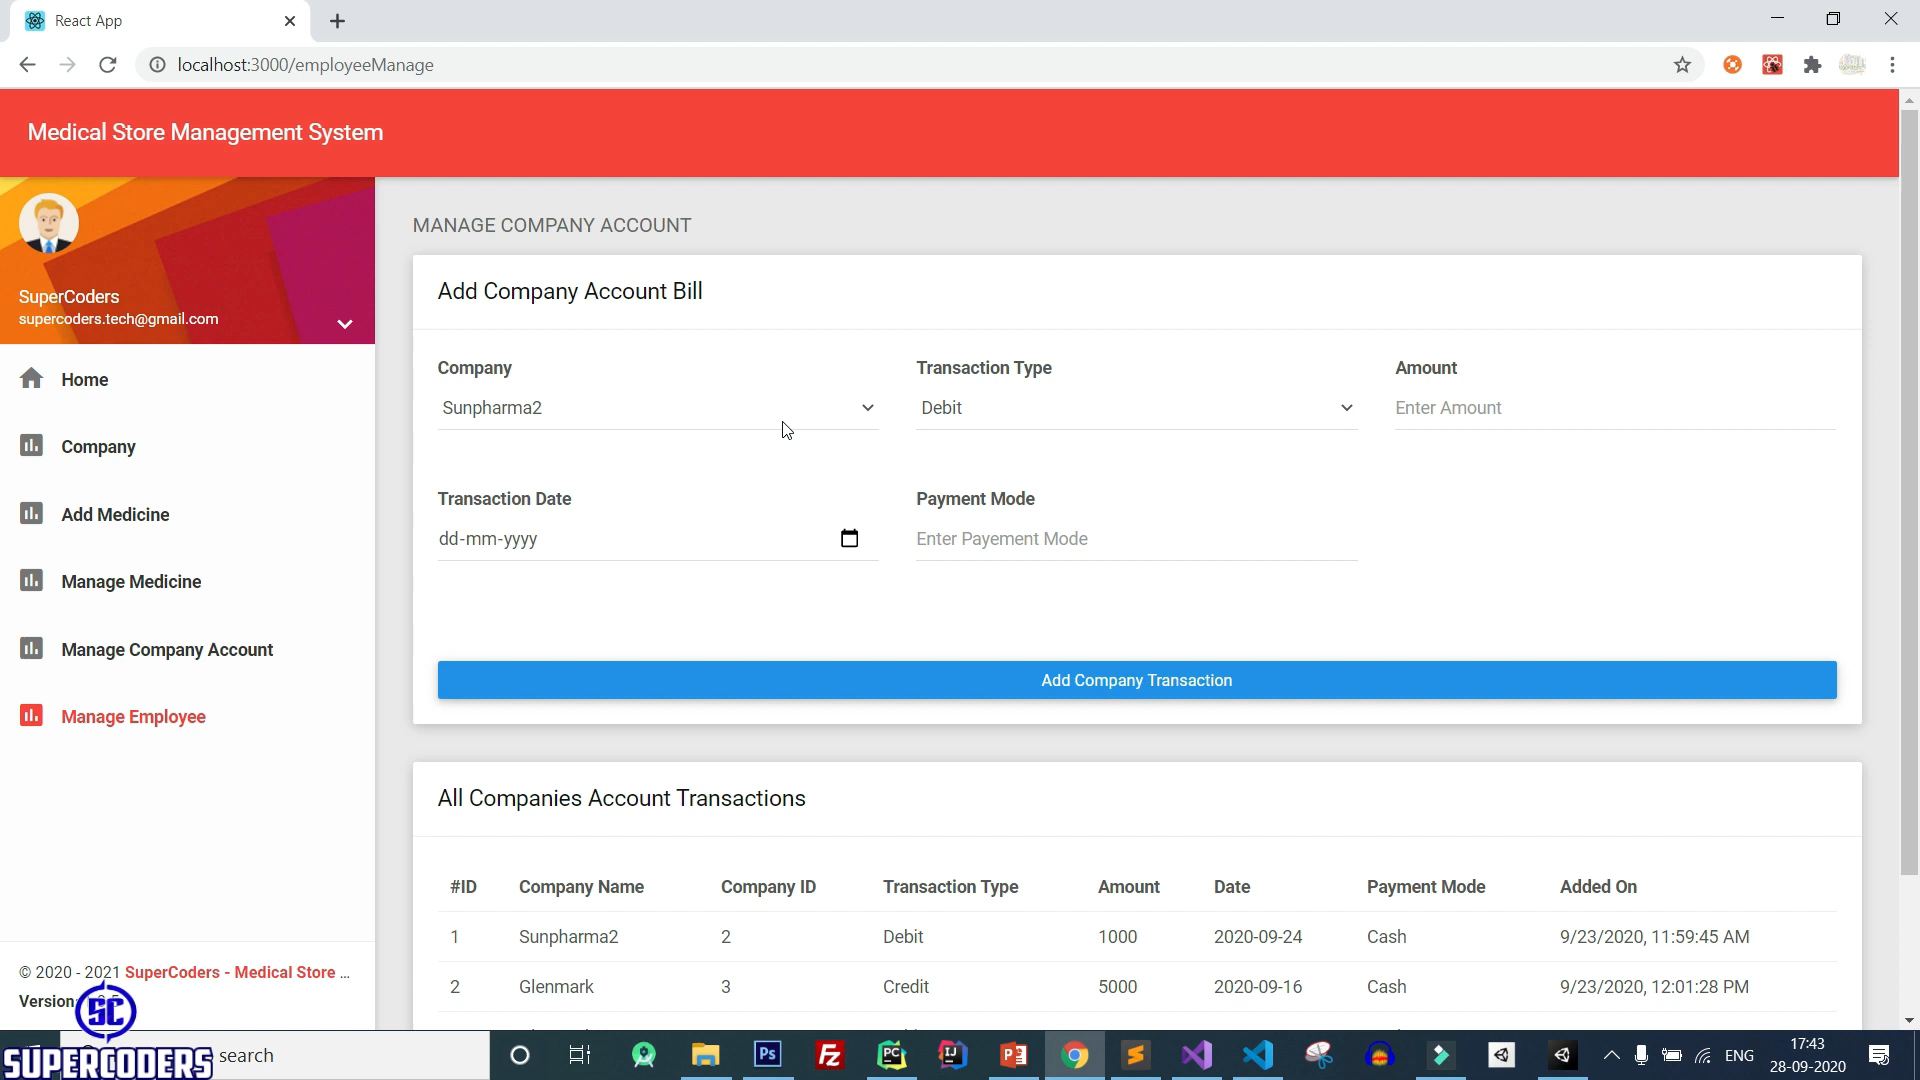 React App
localhost:3000/employeeManage
Medical Store Management System
SuperCoders
supercoders.tech@gmail.com
Home
Company
Add Medicine
Manage Medicine
Manage Company Account
Manage Employee
© 2020 - 2021 SuperCoders - Medical Store ...
Version:
MANAGE COMPANY ACCOUNT
Add Company Account Bill
Company
Transaction Type
Amount
Sunpharma2
Debit
Enter Amount
Transaction Date
Payment Mode
dd-mm-yyyy
Enter Payement Mode
Add Company Transaction
All Companies Account Transactions
#ID Company Name Company ID Transaction Type Amount Date Payment Mode Added On
1 Sunpharma2 2 Debit 1000 2020-09-24 Cash 9/23/2020, 11:59:45 AM
2 Glenmark 3 Credit 5000 2020-09-16 Cash 9/23/2020, 12:01:28 PM
SC
SUPERCODERS
search
Ps
Fz
PC
IJ
P
ENG
17:43
28-09-2020